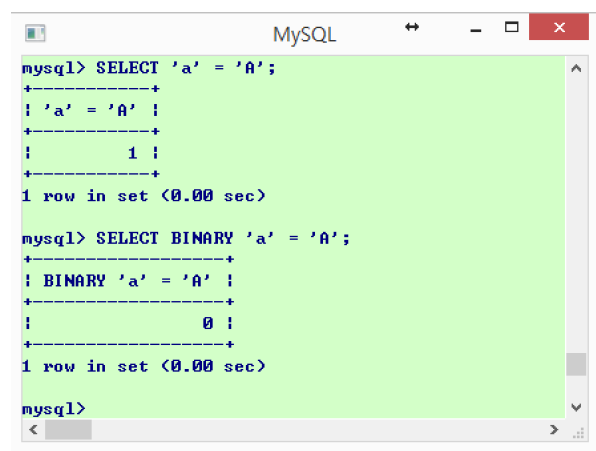 MySQL
mysql> SELECT 'a' = 'A';
+-----------+
| 'a' = 'A' |
+-----------+
|         1 |
+-----------+
1 row in set (0.00 sec)
mysql> SELECT BINARY 'a' = 'A';
+------------------+
| BINARY 'a' = 'A' |
+------------------+
|                0 |
+------------------+
1 row in set (0.00 sec)
mysql>